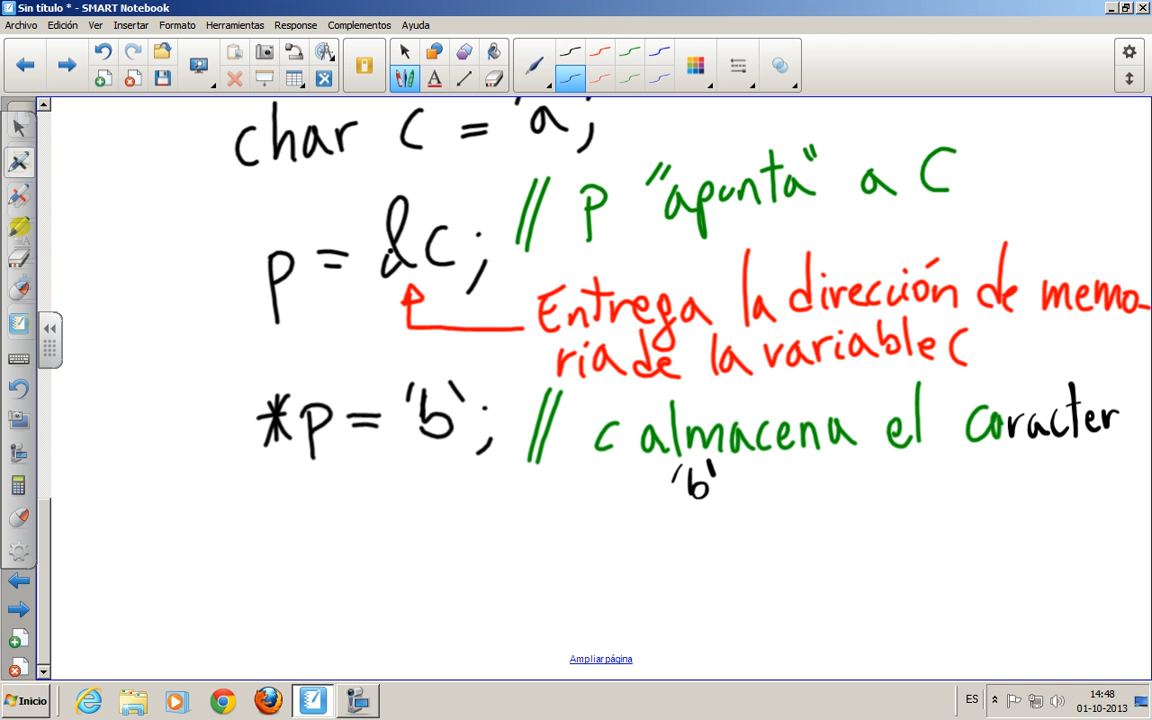 Sin título * - SMART Notebook
Archivo Edición Ver Insertar Formato Herramientas Response Complementos Ayuda
char c = 'a;
// p "apunta" a C
p = &c;
Entrega la dirección de memo-
ria de la variable C
*p = 'b'; // c almacena el caracter
'b'
Ampliar página
Inicio
ES
14:48
01-10-2013